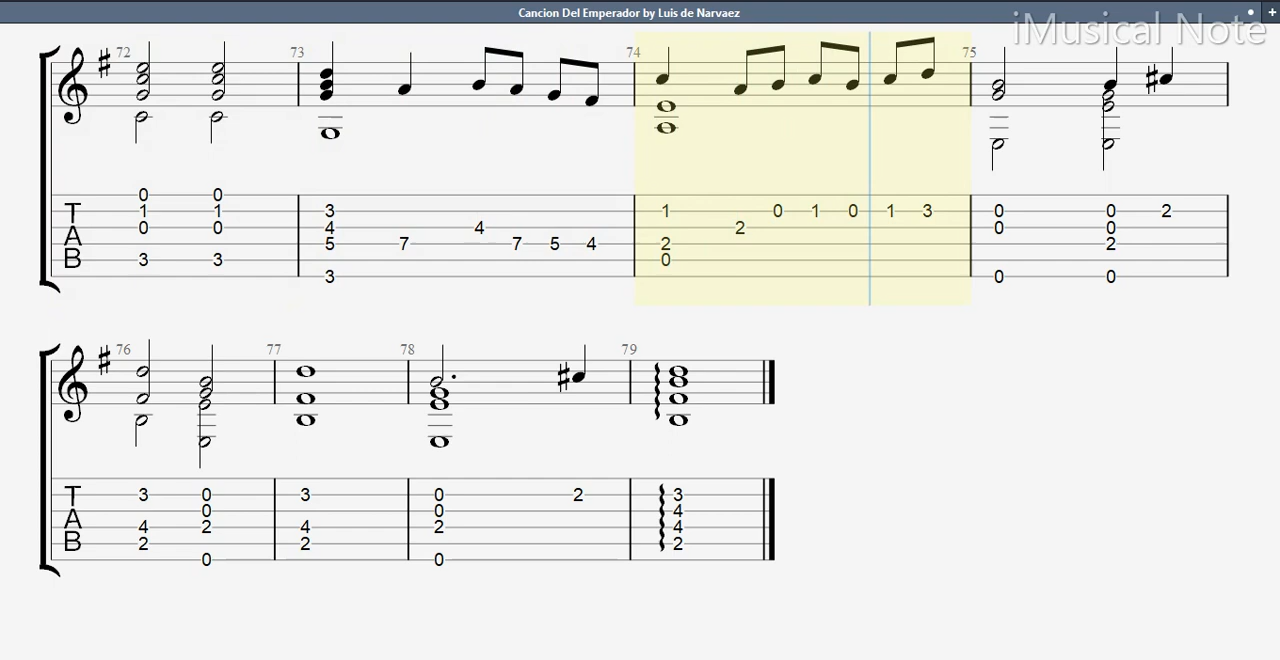 Cancion Del Emperador by Luis de Narvaez
iMusical Note
72 73 74 75
0 0
1 1 3 1 0 1 0 1 3 0 0 2
0 0 4 4 2 0 0
5 7 7 5 4 2 2
3 3 0
3 0 0
T
A
B
76 77 78 79
3 0 3 0 2 3
0 0 4
4 2 4 2 4
2 2 2
0 0
T
A
B